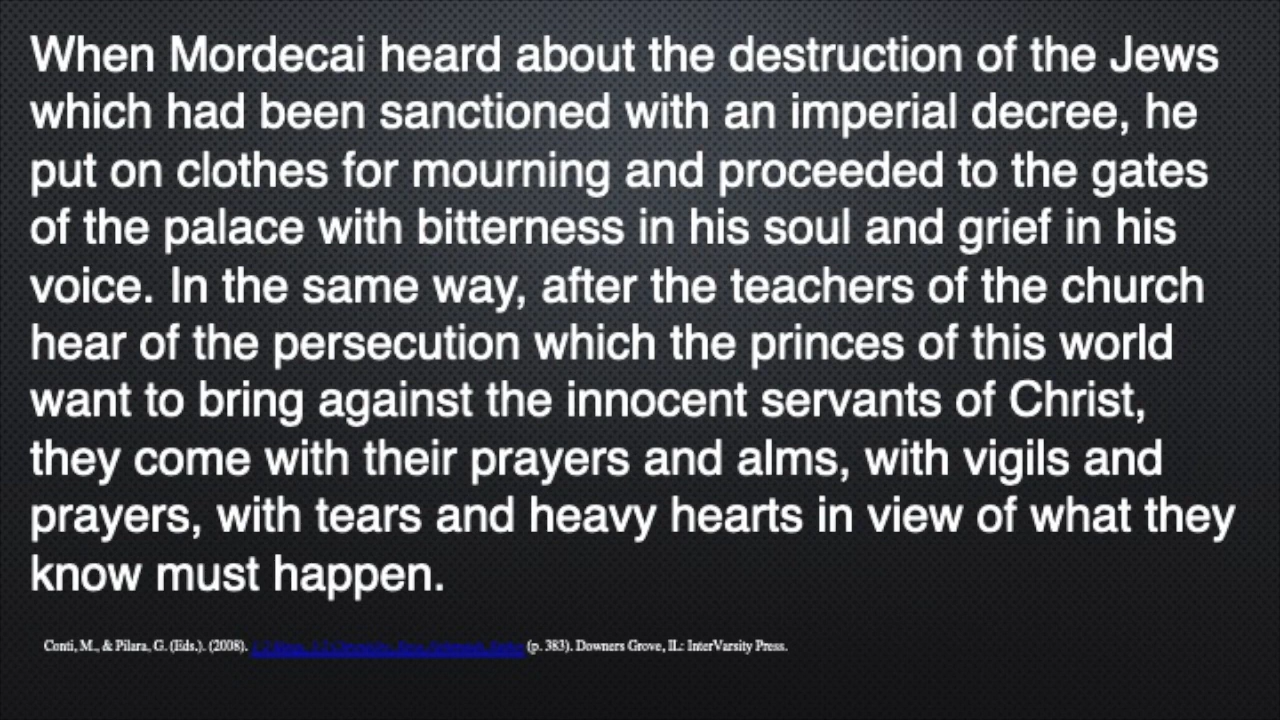 When Mordecai heard about the destruction of the Jews
which had been sanctioned with an imperial decree, he
put on clothes for mourning and proceeded to the gates
of the palace with bitterness in his soul and grief in his
voice. In the same way, after the teachers of the church
hear of the persecution which the princes of this world
want to bring against the innocent servants of Christ,
they come with their prayers and alms, with vigils and
prayers, with tears and heavy hearts in view of what they
know must happen.
Conti, M., & Pilara, G. (Eds.). (2008). (p. 383). Downers Grove, IL: InterVarsity Press.